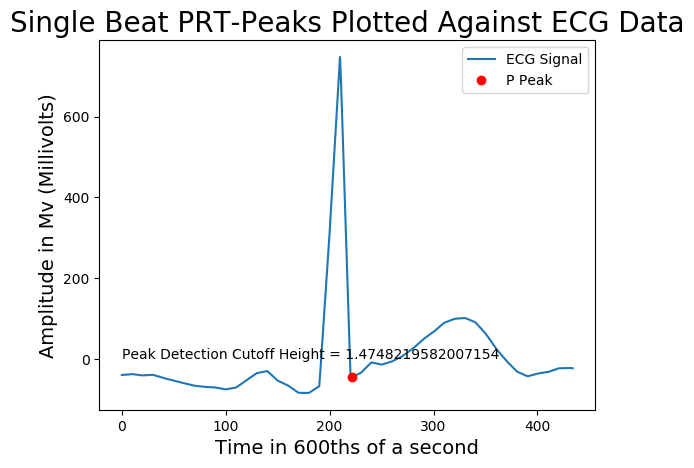 Single Beat PRT-Peaks Plotted Against ECG Data
ECG Signal
P Peak
600
400
200
0
Amplitude in Mv (Millivolts)
Peak Detection Cutoff Height = 1.4748219582007154
0 100 200 300 400
Time in 600ths of a second